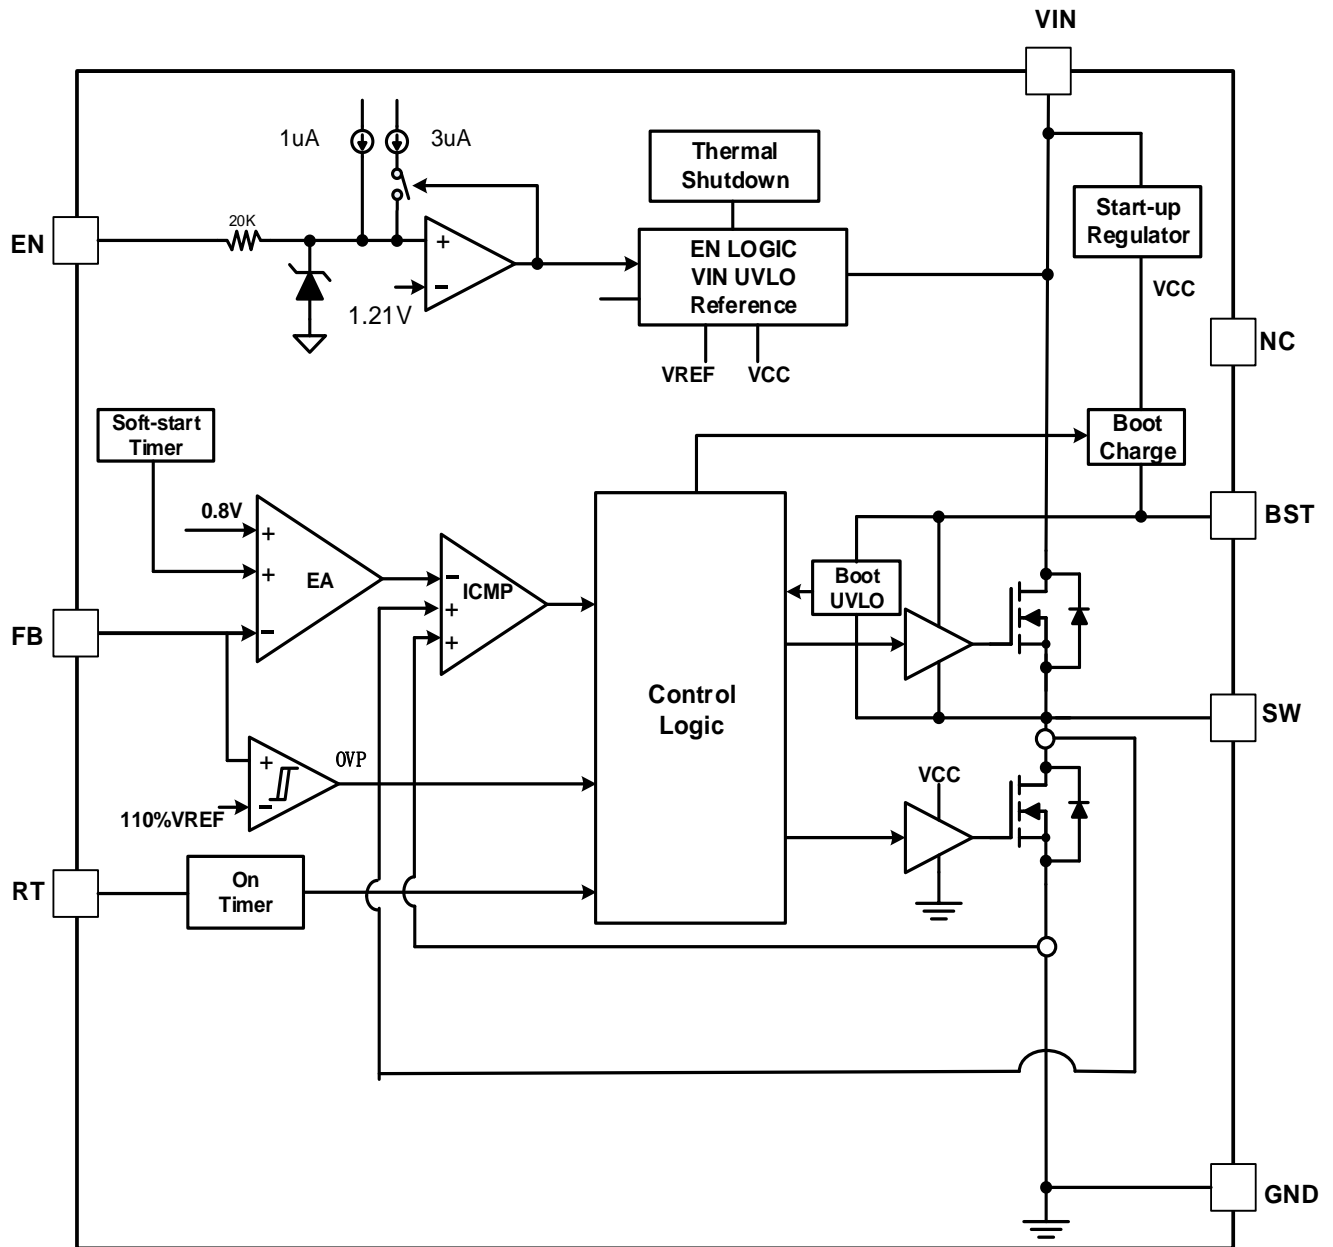 VIN
1uA
3uA
Thermal
Shutdown
20K
EN
+
-
1.21V
EN LOGIC
VIN UVLO
Reference
VREF
VCC
Start-up
Regulator
VCC
NC
Soft-start
Timer
Boot
Charge
0.8V
+
+
-
EA
-
+
+
ICMP
Boot
UVLO
BST
FB
Control
Logic
SW
+
-
OVP
110%VREF
VCC
RT
On
Timer
GND